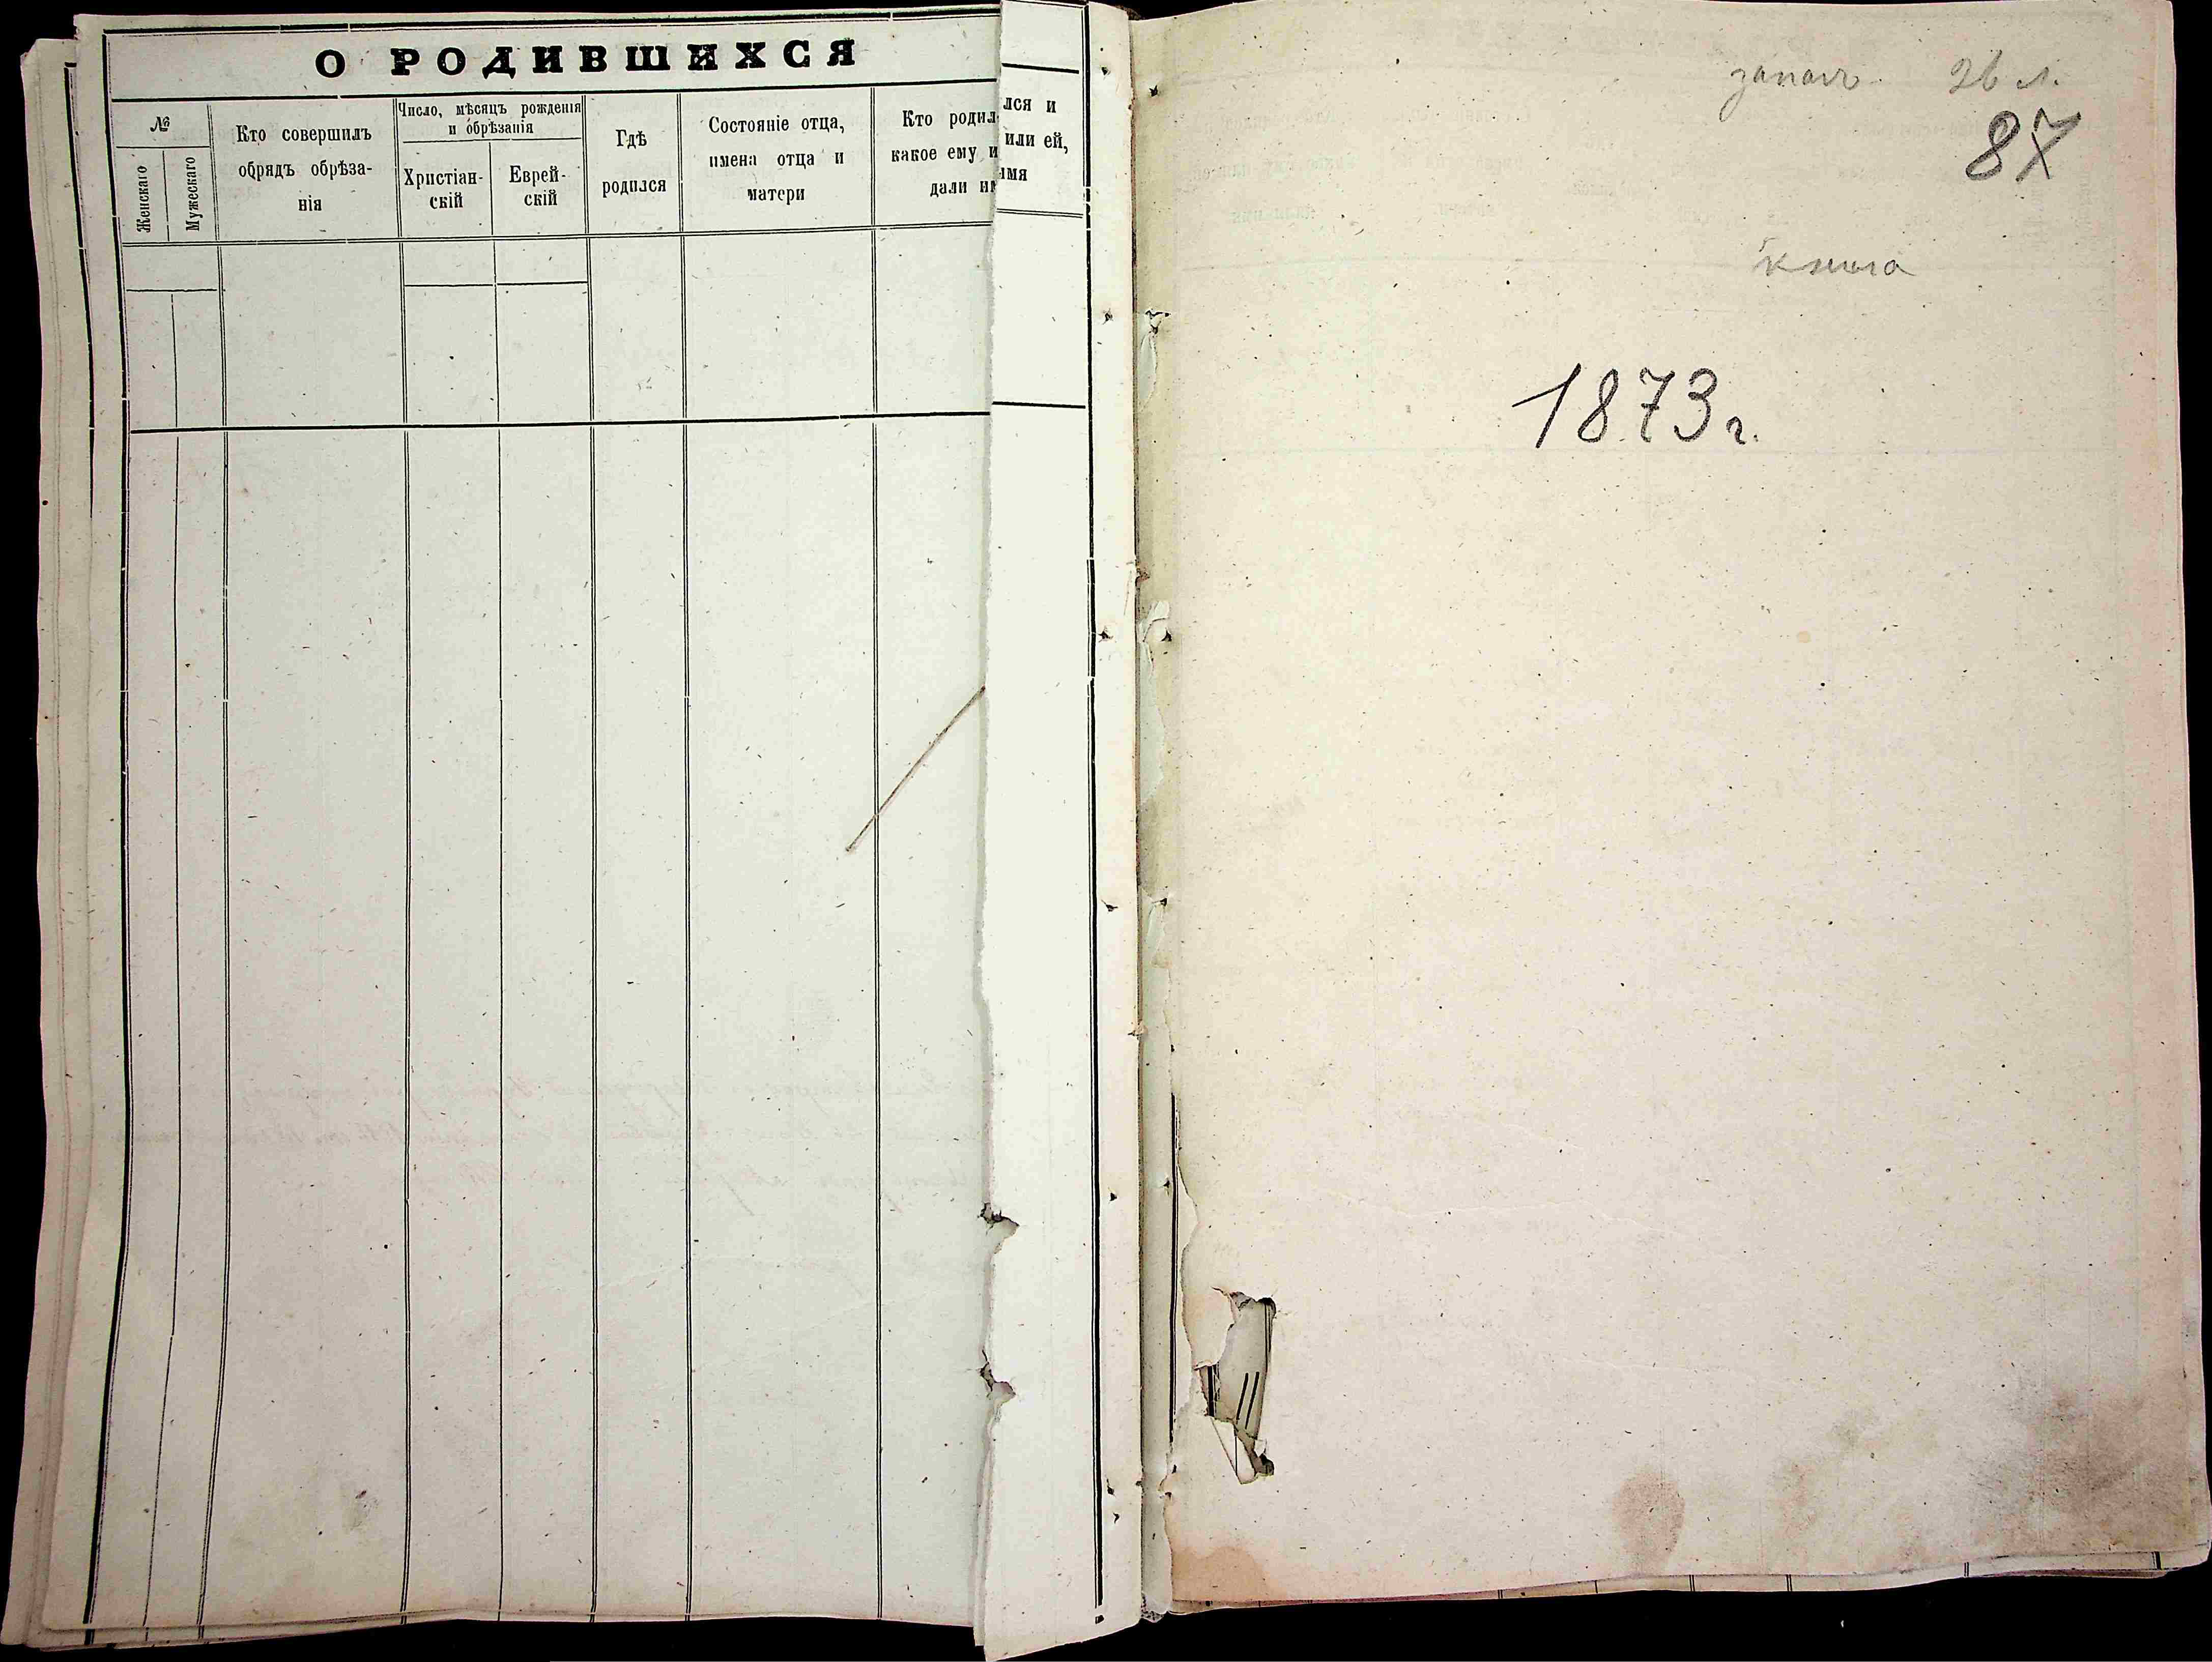 О РОДИВШИХСЯ
№
Женскаго
Мужескаго
Кто совершилъ
обрядъ обрѣза-
нія
Число, мѣсяцъ рожденія
и обрѣзанія
Христіан-
скій
Еврей-
скій
Гдѣ
родился
Состояніе отца,
имена отца и
матери
Кто родил
какое ему и
дали им
лся и
или ей,
имя
26 л.
87
книга
1873 г.